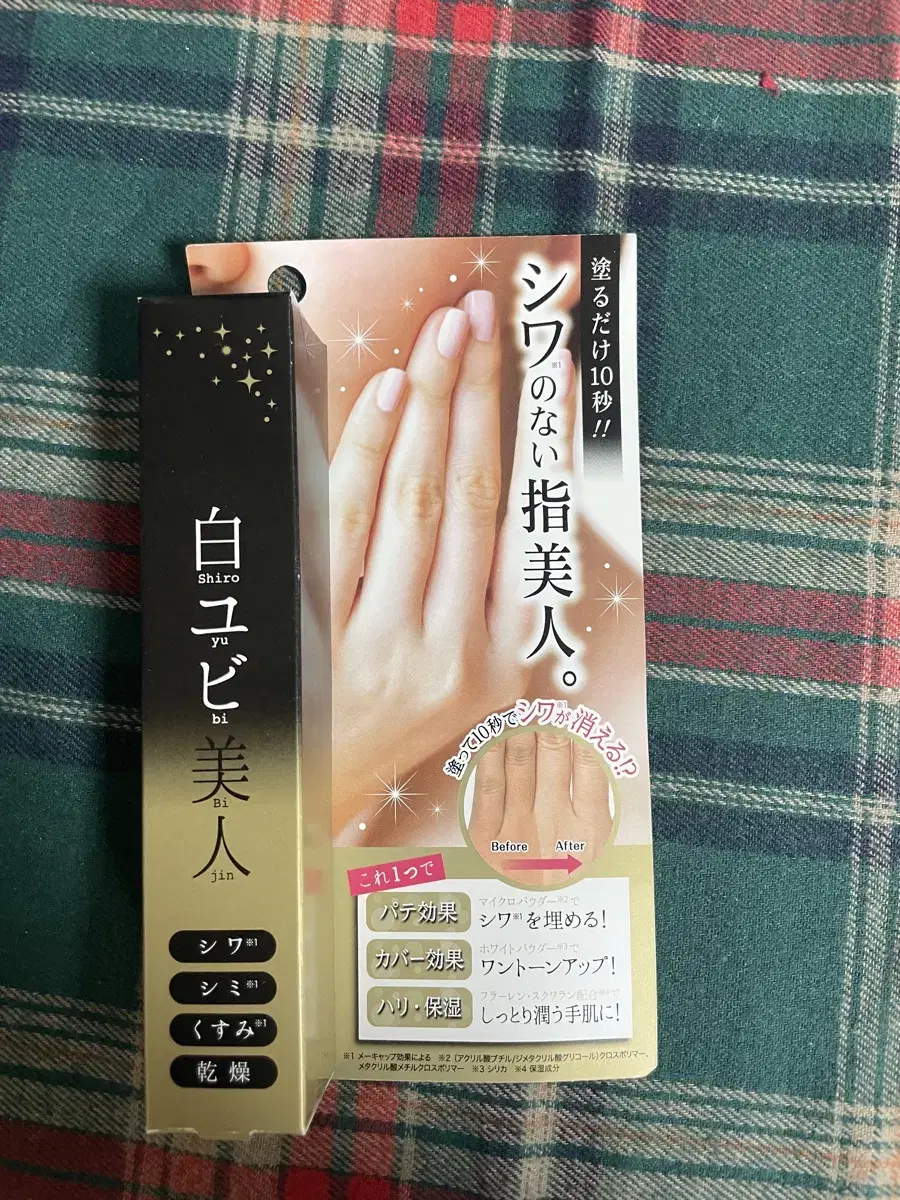 白
Shiro
ユ
yu
ビ
bi
美
Bi
人
jin
シワ※1
シミ※1
くすみ※1
乾燥
塗るだけ10秒!!
シワ※1のない指美人。
塗って10秒でシワ※1が消える!?
Before After
これ1つで
パテ効果
マイクロパウダー※2で
シワ※1を埋める!
カバー効果
ホワイトパウダー※3で
ワントーンアップ!
ハリ・保湿
フラーレン・スクワラン配合※4で
しっとり潤う手肌に!
※1 メーキャップ効果による ※2 (アクリル酸ブチル/ジメタクリル酸グリコール)クロスポリマー、
メタクリル酸メチルクロスポリマー ※3 シリカ ※4 保湿成分